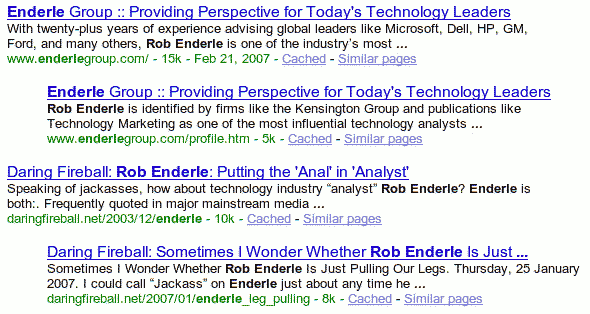 Enderle Group :: Providing Perspective for Today's Technology Leaders
With twenty-plus years of experience advising global leaders like Microsoft, Dell, HP, GM,
Ford, and many others, Rob Enderle is one of the industry's most ...
www.enderlegroup.com/ - 15k - Feb 21, 2007 - Cached - Similar pages
Enderle Group :: Providing Perspective for Today's Technology Leaders
Rob Enderle is identified by firms like the Kensington Group and publications like
Technology Marketing as one of the most influential technology analysts ...
www.enderlegroup.com/profile.htm - 5k - Cached - Similar pages
Daring Fireball: Rob Enderle: Putting the 'Anal' in 'Analyst'
Speaking of jackasses, how about technology industry “analyst” Rob Enderle? Enderle is
both:. Frequently quoted in major mainstream media ...
daringfireball.net/2003/12/enderle - 10k - Cached - Similar pages
Daring Fireball: Sometimes I Wonder Whether Rob Enderle Is Just ...
Sometimes I Wonder Whether Rob Enderle Is Just Pulling Our Legs. Thursday, 25 January
2007. I could call “Jackass” on Enderle just about any time he ...
daringfireball.net/2007/01/enderle_leg_pulling - 8k - Cached - Similar pages